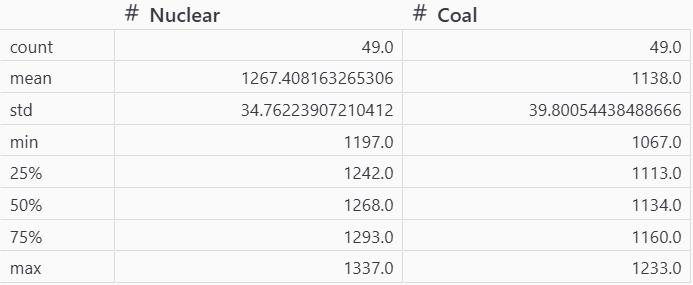 # Nuclear # Coal
count 49.0 49.0
mean 1267.408163265306 1138.0
std 34.76223907210412 39.80054438488666
min 1197.0 1067.0
25% 1242.0 1113.0
50% 1268.0 1134.0
75% 1293.0 1160.0
max 1337.0 1233.0